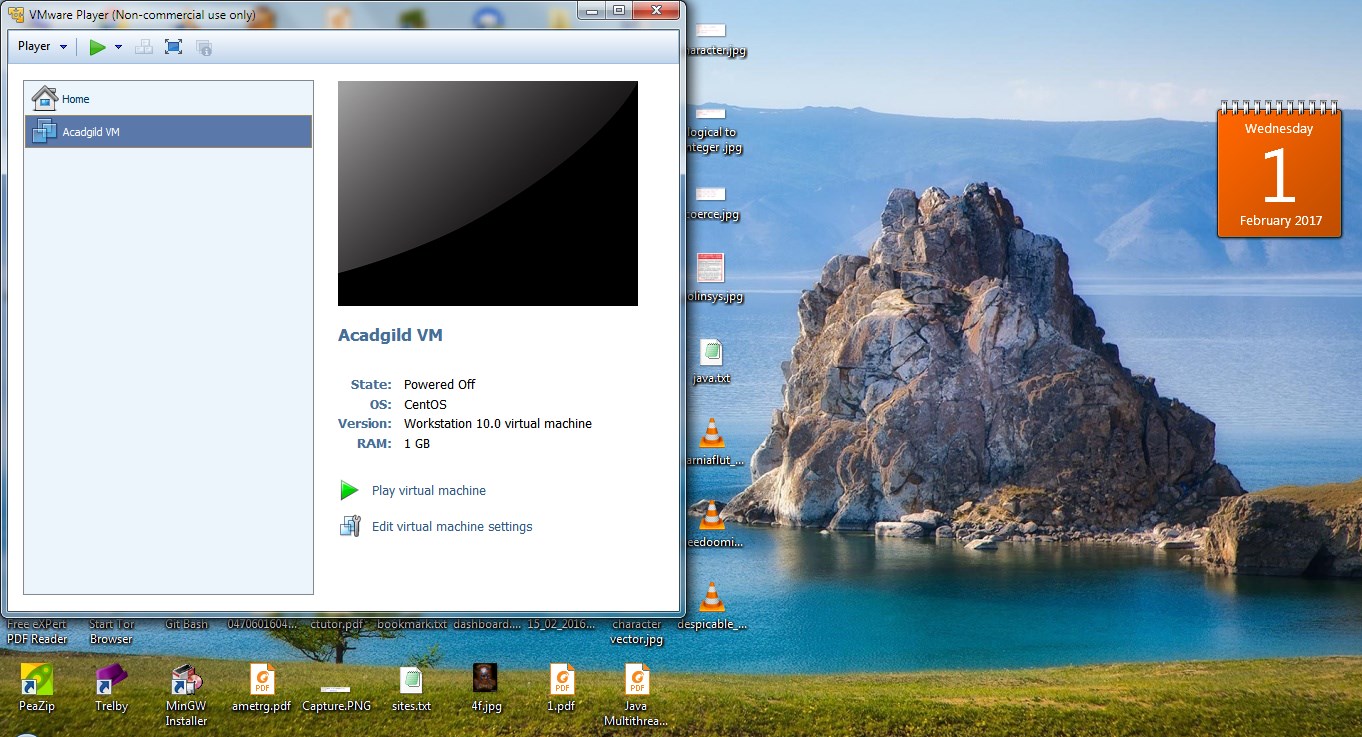 VMware Player (Non-commercial use only)
Player
Home
Acadgild VM
Acadgild VM
State: Powered Off
OS: CentOS
Version: Workstation 10.0 virtual machine
RAM: 1 GB
Play virtual machine
Edit virtual machine settings
haracter.jpg
logical to
integer .jpg
coerce.jpg
olinsys.jpg
java.txt
arniaflut_...
eedoomi...
despicable_...
Wednesday
1
February 2017
Free eXPert
PDF Reader
Start Tor
Browser
Git Bash
0470601604...
ctutor.pdf
bookmark.txt
dashboard....
15_02_2016...
character
vector.jpg
PeaZip
Trelby
MinGW
Installer
ametrg.pdf
Capture.PNG
sites.txt
4f.jpg
1.pdf
Java
Multithrea...
PDF
PDF
PDF